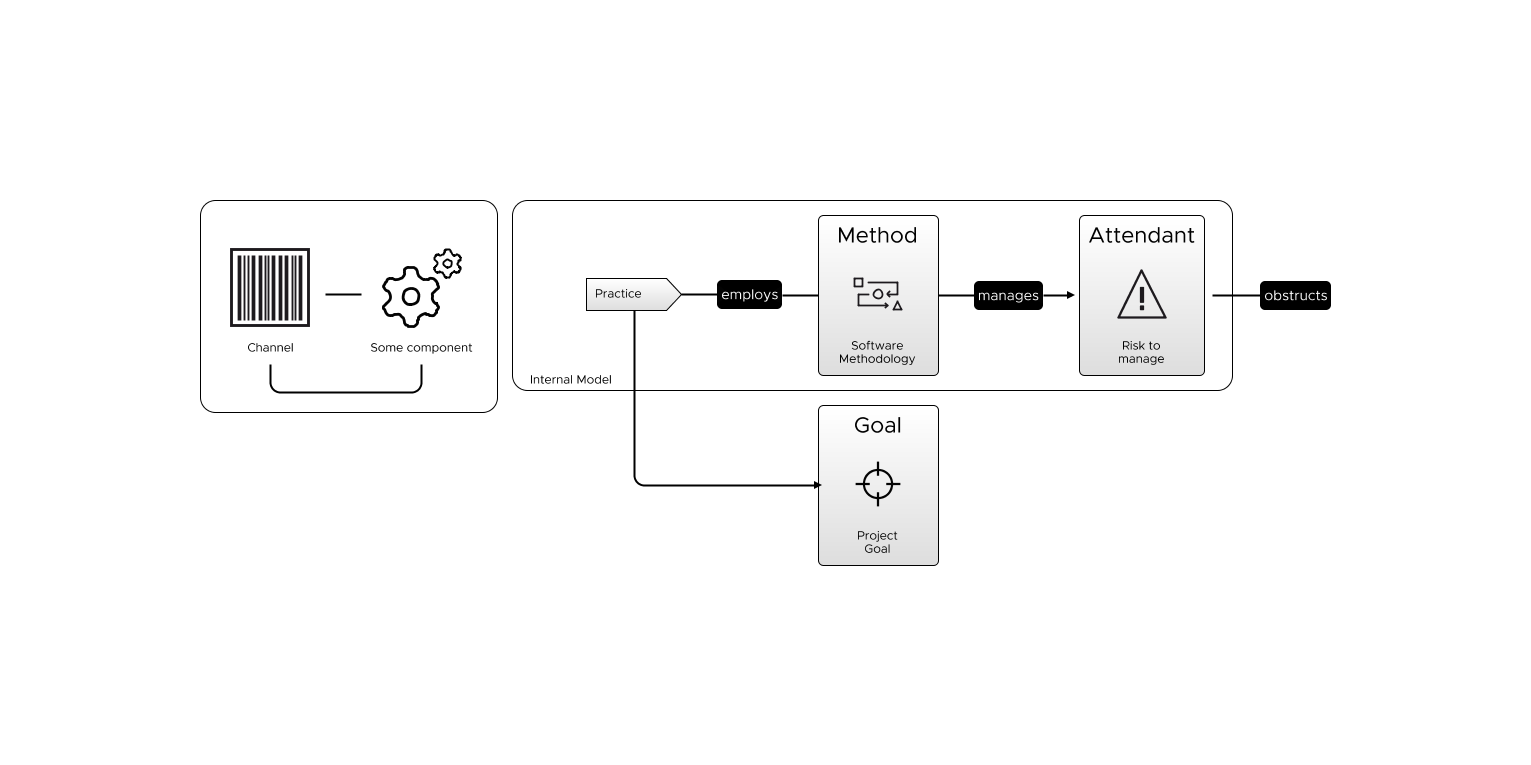 Channel
Some component
Internal Model
Practice
employs
Method
Software
Methodology
manages
Attendant
Risk to
manage
obstructs
Goal
Project
Goal